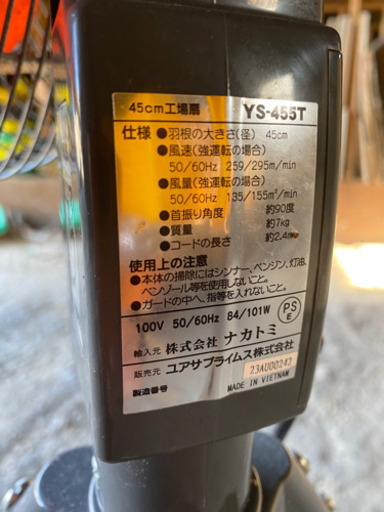 45cm工場扇 YS-455T
仕様 ●羽根の大きさ(径) 45cm
●風速(強運転の場合)
50/60Hz 259/295m/min
●風量(強運転の場合)
50/60Hz 135/155m³/min
●首振り角度 約90度
●質量 約7kg
●コードの長さ 約2.4m
使用上の注意
●本体の掃除にはシンナー、ベンジン、灯油、
ベンゾール等を使用しないこと。
●ガードの中へ、指等を入れないこと。
100V 50/60Hz 84/101W
PS
E
輸入元 株式会社 ナカトミ
販売元 ユアサプライムス株式会社
製造番号 23AU00243
MADE IN VIETNAM